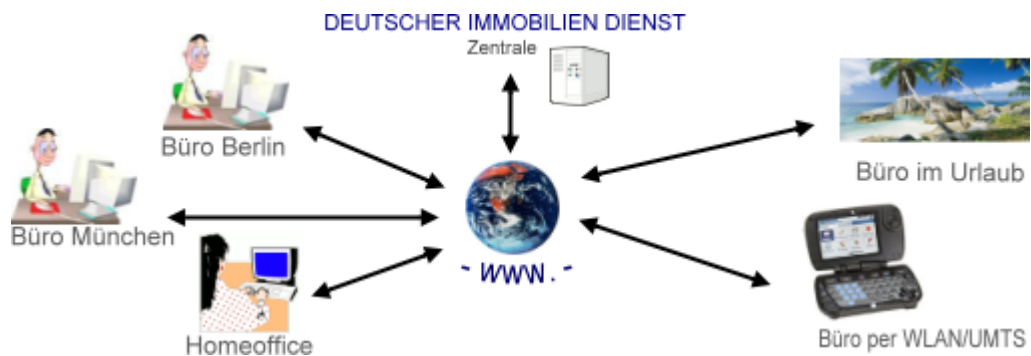 DEUTSCHER IMMOBILIEN DIENST
Zentrale
Büro Berlin
Büro im Urlaub
Büro München
- WWW. -
Homeoffice
Büro per WLAN/UMTS